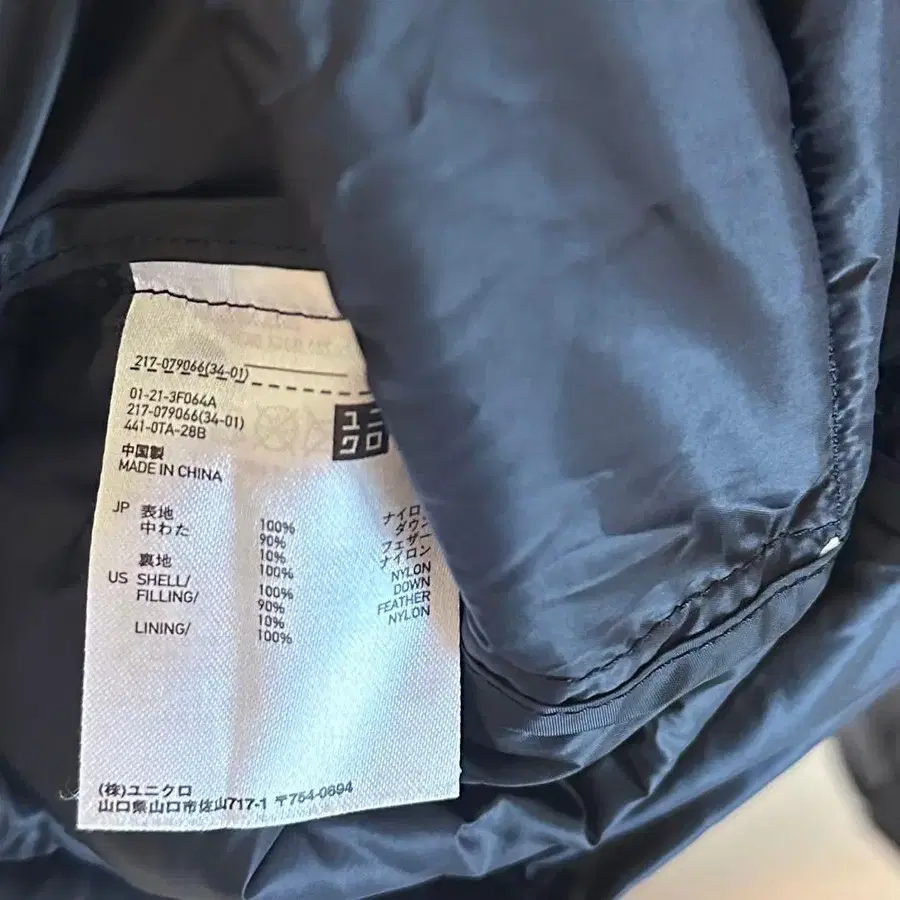 217-079066(34-01)
01-21-3F064A
217-079066(34-01)
441-0TA-28B
ユニクロ
中国製
MADE IN CHINA
JP 表地 100% ナイロ
中わた 90% ダウン
10% フェザー
裏地 100% ナイロン
US SHELL/ 100% NYLON
FILLING/ 90% DOWN
10% FEATHER
LINING/ 100% NYLON
(株)ユニクロ
山口県山口市佐山717-1 〒754-0894